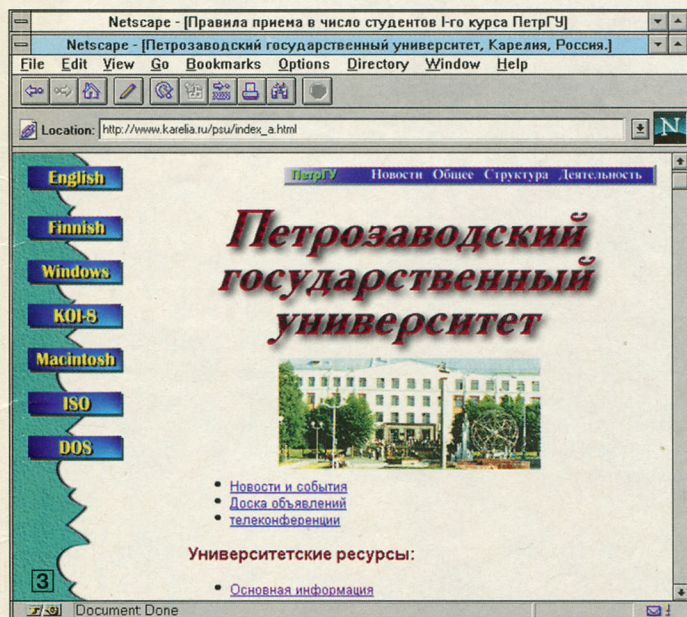 Netscape - [Правила приема в число студентов I-го курса ПетрГУ]
Netscape - [Петрозаводский государственный университет, Карелия, Россия.]
File Edit View Go Bookmarks Options Directory Window Help
Location: http://www.karelia.ru/psu/index_a.html
N
English
Finnish
Windows
KOI-8
Macintosh
ISO
DOS
ПетрГУ Новости Общее Структура Деятельность
Петрозаводский
государственный
университет
Новости и события
Доска объявлений
телеконференции
Университетские ресурсы:
Основная информация
3
Document Done